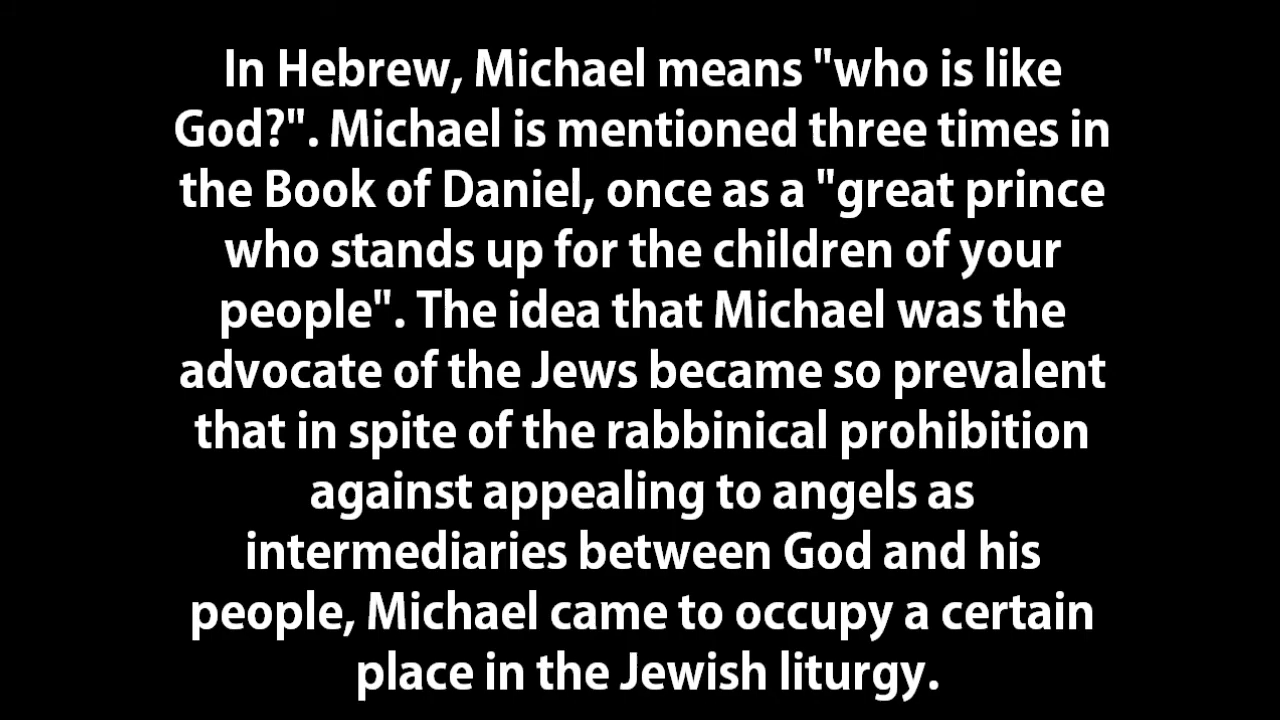 In Hebrew, Michael means "who is like
God?". Michael is mentioned three times in
the Book of Daniel, once as a "great prince
who stands up for the children of your
people". The idea that Michael was the
advocate of the Jews became so prevalent
that in spite of the rabbinical prohibition
against appealing to angels as
intermediaries between God and his
people, Michael came to occupy a certain
place in the Jewish liturgy.